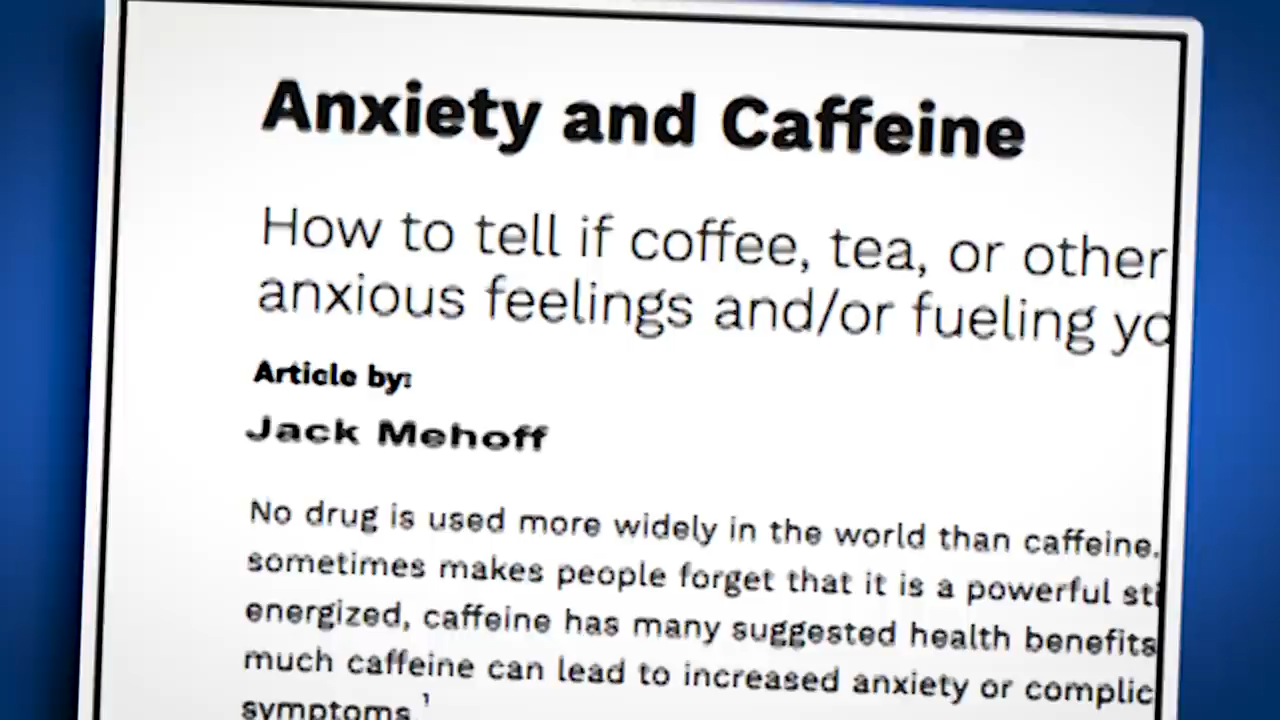 Anxiety and Caffeine
How to tell if coffee, tea, or other
anxious feelings and/or fueling yo
Article by:
Jack Mehoff
No drug is used more widely in the world than caffeine.
sometimes makes people forget that it is a powerful sti
energized, caffeine has many suggested health benefits
much caffeine can lead to increased anxiety or complic
symptoms.¹